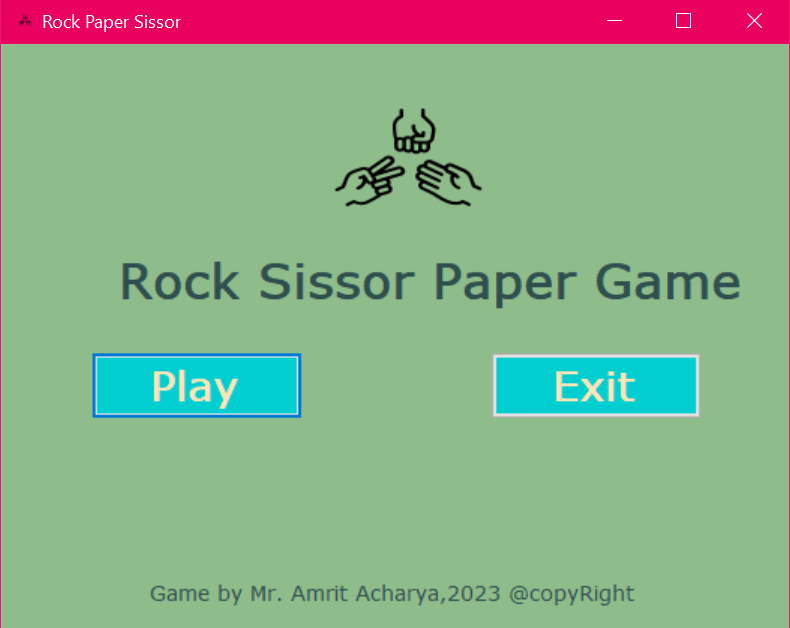 Rock Paper Sissor
Rock Sissor Paper Game
Play
Exit
Game by Mr. Amrit Acharya,2023 @copyRight